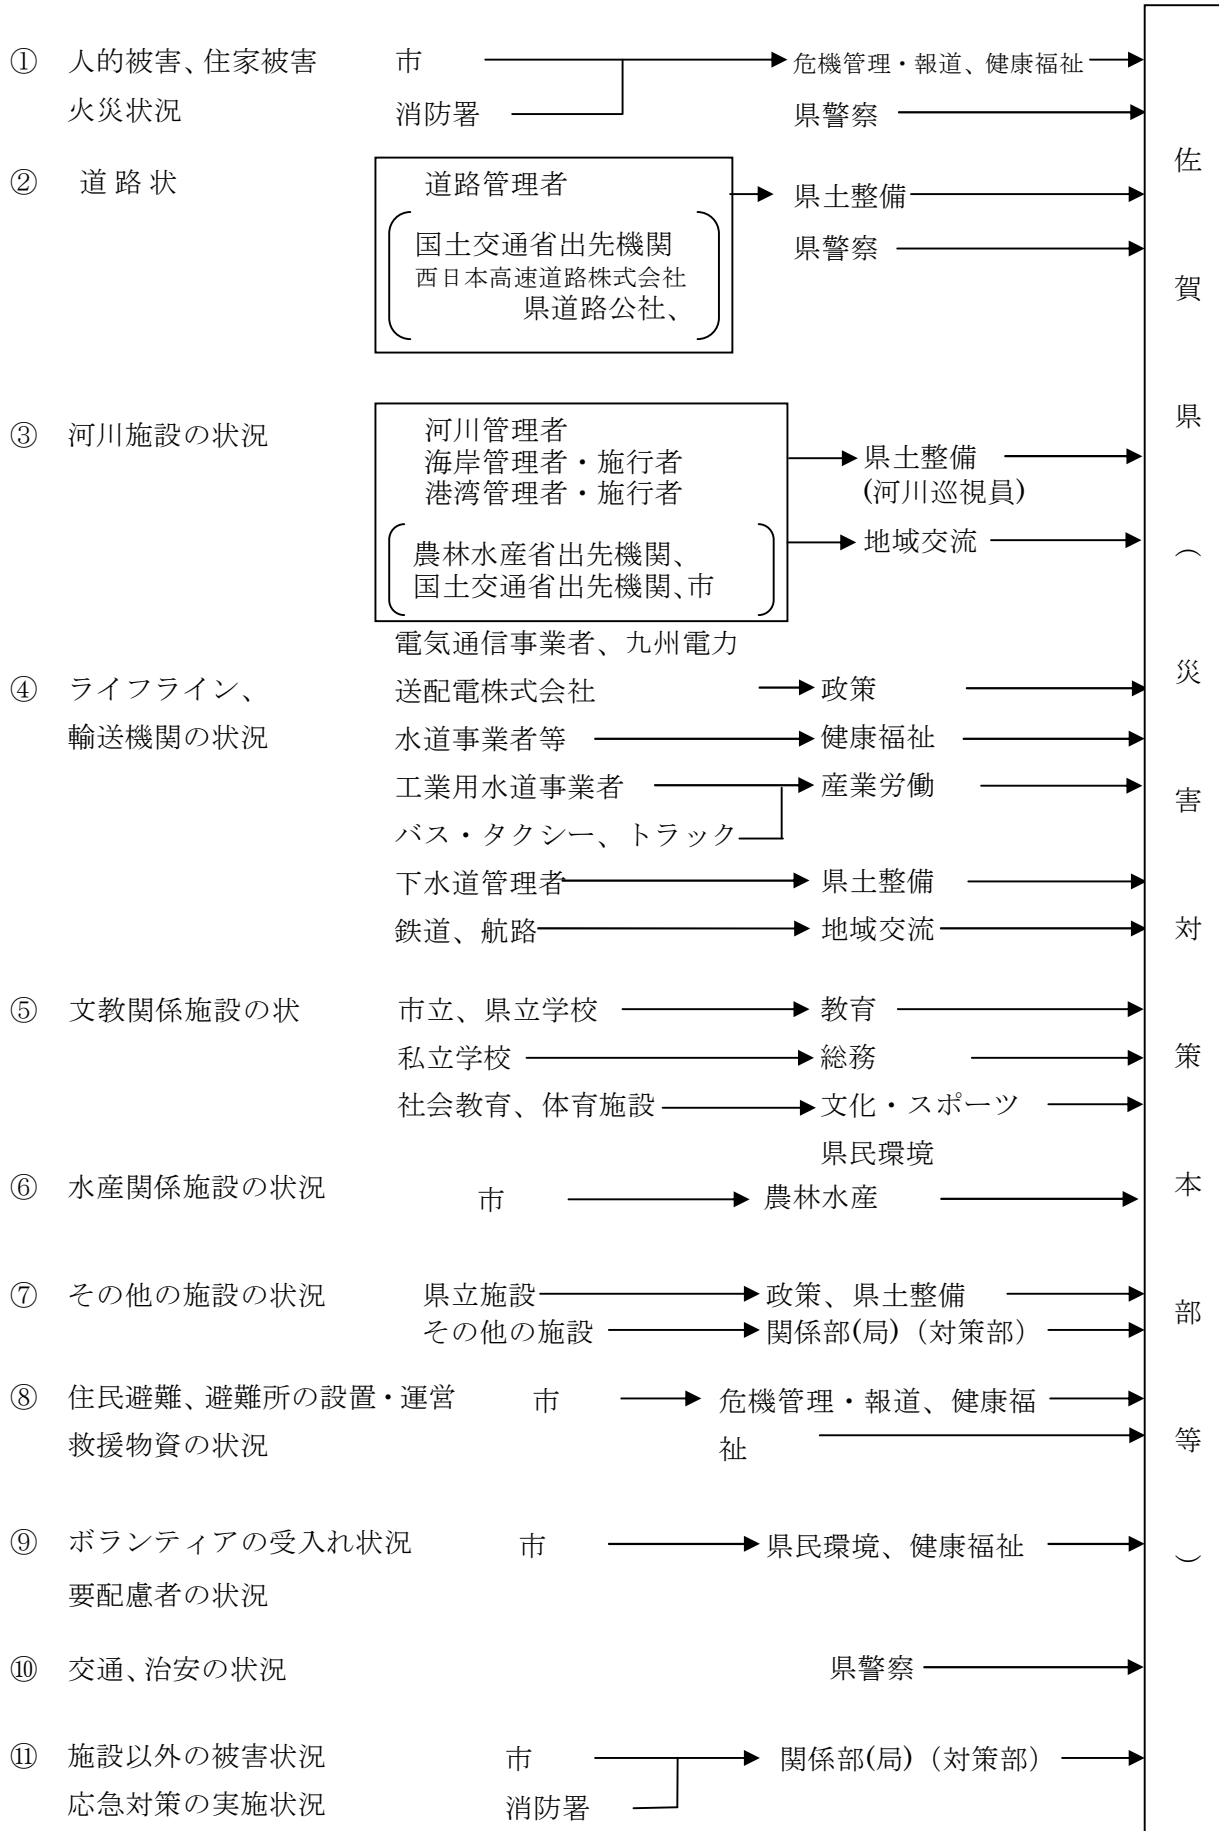 ① 人的被害、住家被害 市 危機管理・報道、健康福祉
火災状況 消防署 県警察
② 道路状 道路管理者 県土整備
国土交通省出先機関 県警察
西日本高速道路株式会社
県道路公社、
③ 河川施設の状況 河川管理者
海岸管理者・施行者 県土整備
港湾管理者・施行者 (河川巡視員)
農林水産省出先機関、 地域交流
国土交通省出先機関、市
電気通信事業者、九州電力
④ ライフライン、 送配電株式会社 政策
輸送機関の状況 水道事業者等 健康福祉
工業用水道事業者 産業労働
バス・タクシー、トラック
下水道管理者 県土整備
鉄道、航路 地域交流
⑤ 文教関係施設の状 市立、県立学校 教育
私立学校 総務
社会教育、体育施設 文化・スポーツ
県民環境
⑥ 水産関係施設の状況 市 農林水産
⑦ その他の施設の状況 県立施設 政策、県土整備
その他の施設 関係部(局)（対策部）
⑧ 住民避難、避難所の設置・運営 市 危機管理・報道、健康福
救援物資の状況 祉
⑨ ボランティアの受入れ状況 市 県民環境、健康福祉
要配慮者の状況
⑩ 交通、治安の状況 県警察
⑪ 施設以外の被害状況 市 関係部(局)（対策部）
応急対策の実施状況 消防署
佐賀県（災害対策本部等）